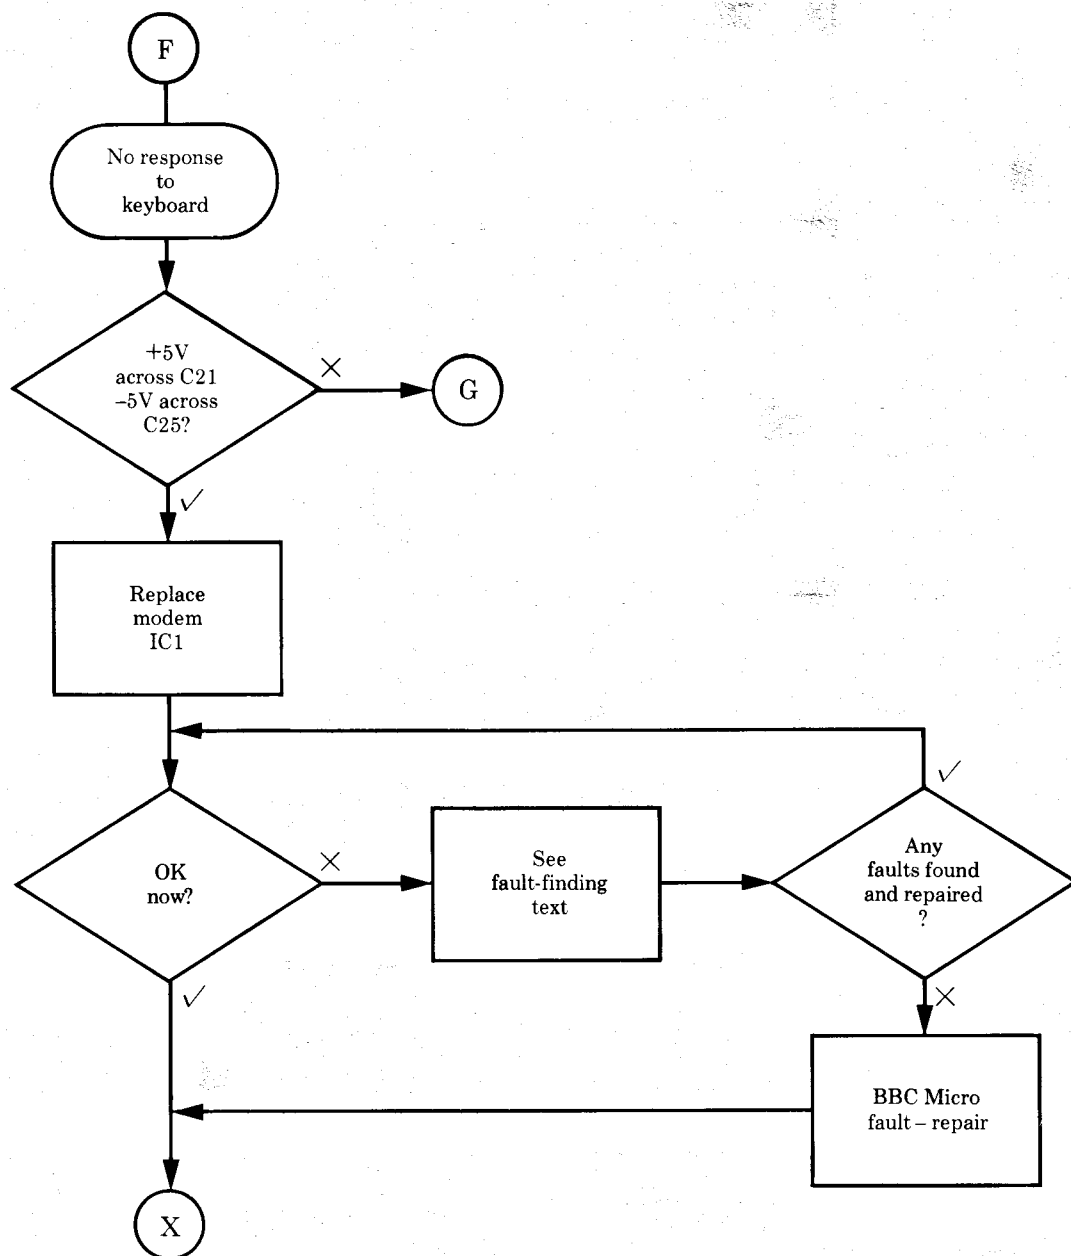 F
No response
to
keyboard
+5V
across C21
–5V across
C25?
×
G
✓
Replace
modem
IC1
OK
now?
×
See
fault-finding
text
Any
faults found
and repaired
?
✓
×
✓
BBC Micro
fault – repair
X